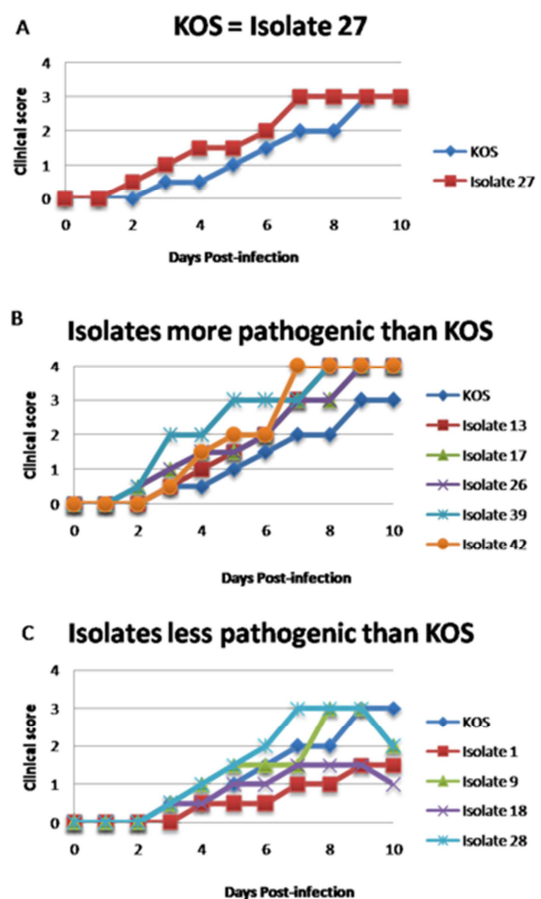 A
KOS = Isolate 27
4
3
2
1
0
Clinical score
0 2 4 6 8 10
Days Post-infection
KOS
Isolate 27
B
Isolates more pathogenic than KOS
4
3
2
1
0
Clinical score
0 2 4 6 8 10
Days Post-infection
KOS
Isolate 13
Isolate 17
Isolate 26
Isolate 39
Isolate 42
C
Isolates less pathogenic than KOS
4
3
2
1
0
Clinical score
0 2 4 6 8 10
Days Post-infection
KOS
Isolate 1
Isolate 9
Isolate 18
Isolate 28